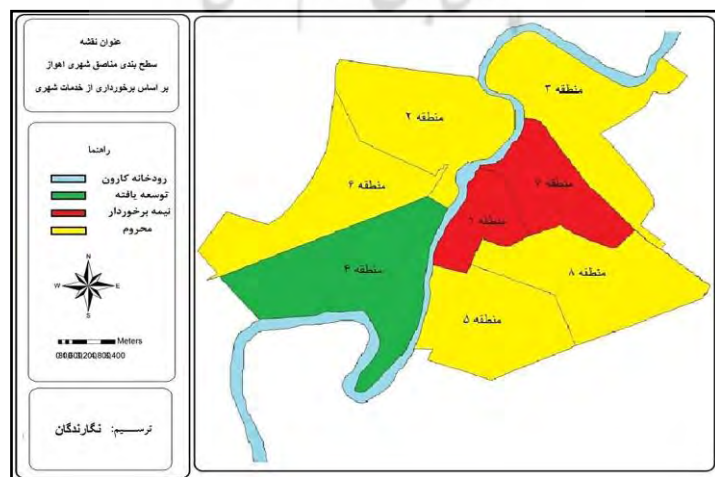 عنوان نقشه
سطح بندی مناصق شهری اهواز
بر اساس برخورداری از خدمات شهری
راهنما
رودخانه کارون
توسعه یافته
نیمه برخوردار
محروم
N
W E
S
Meters
ترسیم: نگارندگان
منطقه ۳
منطقه ۲
منطقه ۷
منطقه ۶
منطقه ۱
منطقه ۴
منطقه ۸
منطقه ۵